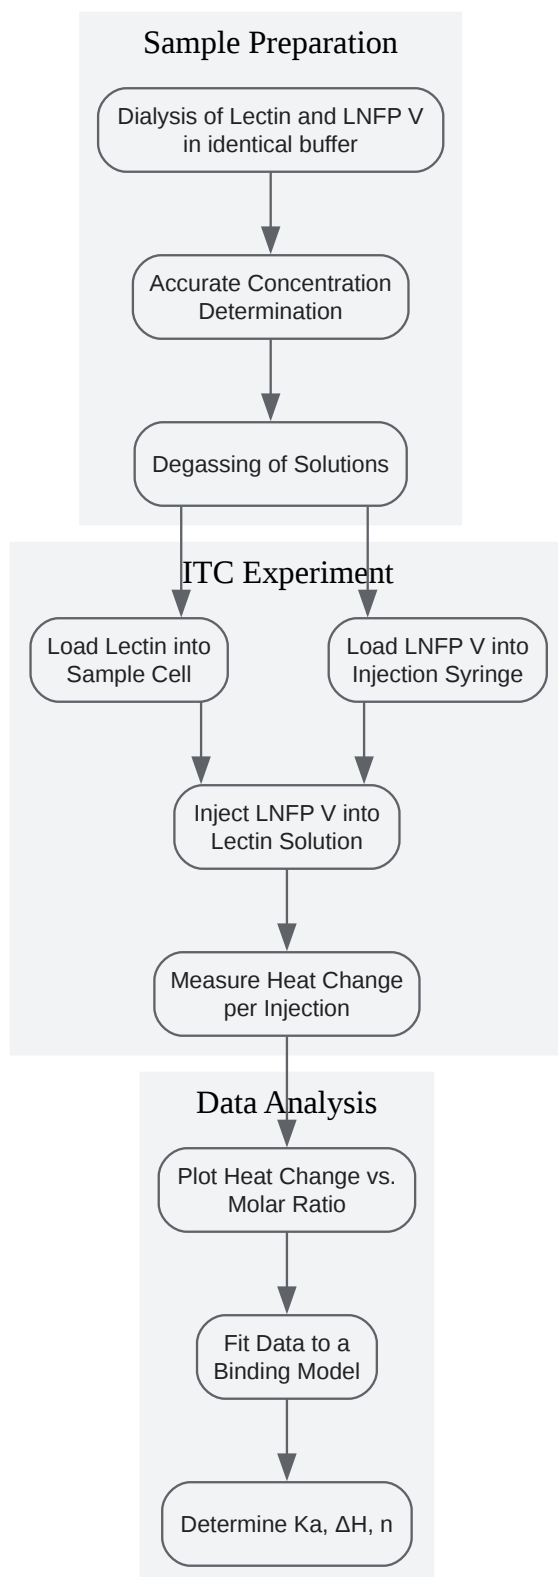 Sample Preparation
Dialysis of Lectin and LNFP V
in identical buffer
Accurate Concentration
Determination
Degassing of Solutions
ITC Experiment
Load Lectin into
Sample Cell
Load LNFP V into
Injection Syringe
Inject LNFP V into
Lectin Solution
Measure Heat Change
per Injection
Data Analysis
Plot Heat Change vs.
Molar Ratio
Fit Data to a
Binding Model
Determine Ka, ΔH, n